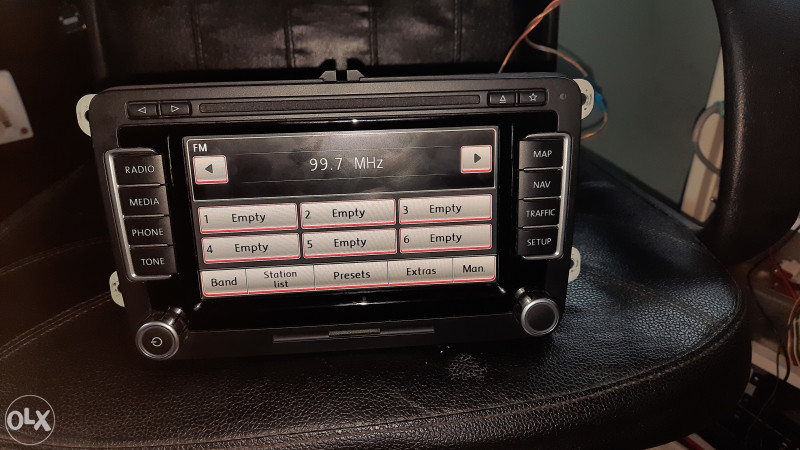 FM
99.7 MHz
RADIO
MEDIA
PHONE
TONE
1 Empty 2 Empty 3 Empty
4 Empty 5 Empty 6 Empty
Band Station list Presets Extras Man.
MAP
NAV
TRAFFIC
SETUP
OLX